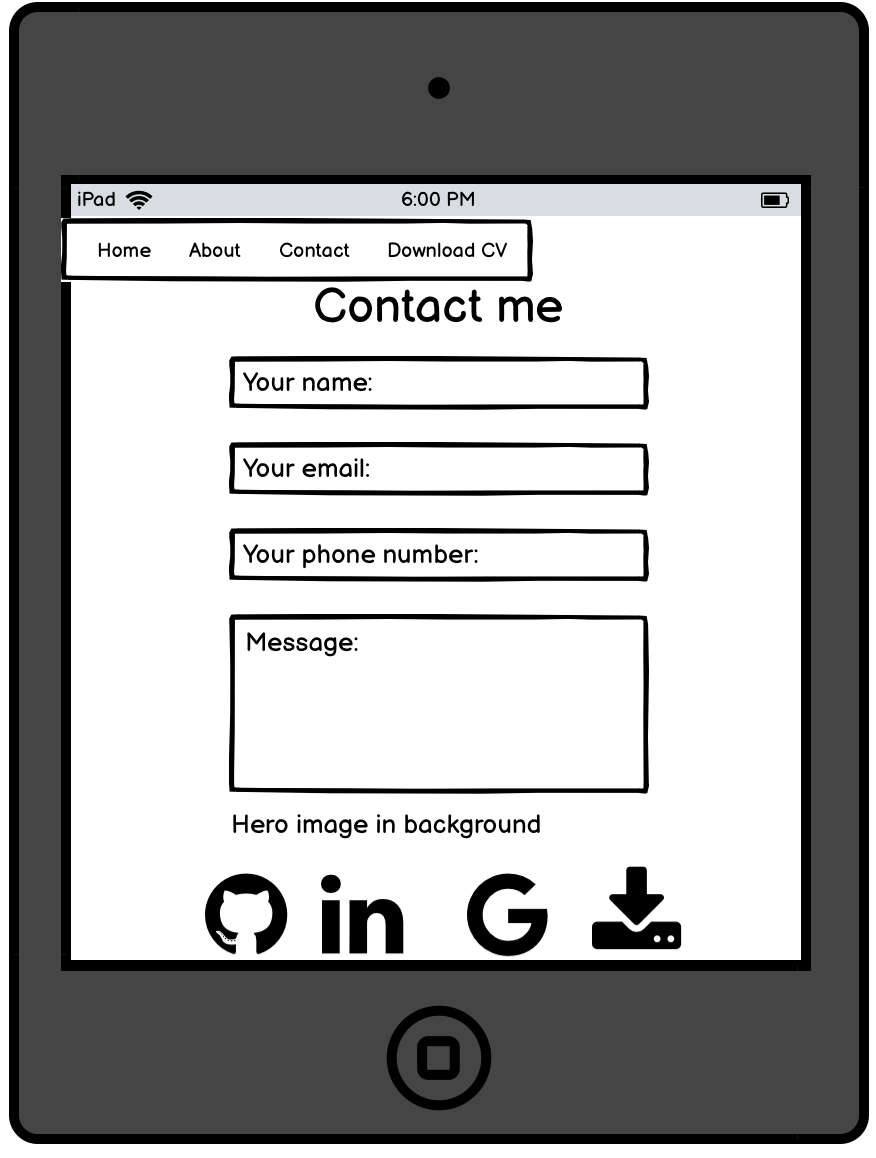 iPad 6:00 PM
Home About Contact Download CV
Contact me
Your name:
Your email:
Your phone number:
Message:
Hero image in background
in G